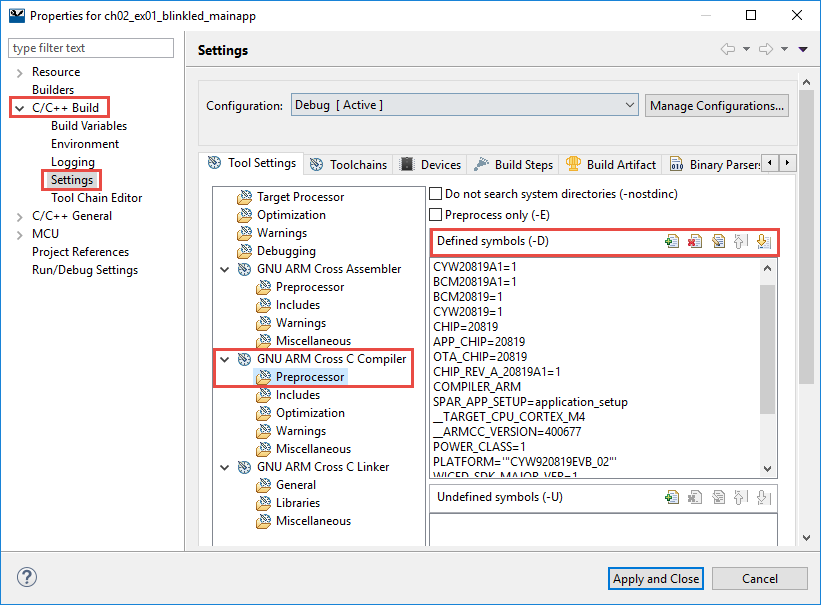 Properties for ch02_ex01_blinkled_mainapp
type filter text
Resource
Builders
C/C++ Build
Build Variables
Environment
Logging
Settings
Tool Chain Editor
C/C++ General
MCU
Project References
Run/Debug Settings
Settings
Configuration:
Debug [ Active ]
Manage Configurations...
Tool Settings
Toolchains
Devices
Build Steps
Build Artifact
Binary Parsers
Target Processor
Optimization
Warnings
Debugging
GNU ARM Cross Assembler
Preprocessor
Includes
Warnings
Miscellaneous
GNU ARM Cross C Compiler
Preprocessor
Includes
Optimization
Warnings
Miscellaneous
GNU ARM Cross C Linker
General
Libraries
Miscellaneous
Do not search system directories (-nostdinc)
Preprocess only (-E)
Defined symbols (-D)
CYW20819A1=1
BCM20819A1=1
BCM20819=1
CYW20819=1
CHIP=20819
APP_CHIP=20819
OTA_CHIP=20819
CHIP_REV_A_20819A1=1
COMPILER_ARM
SPAR_APP_SETUP=application_setup
__TARGET_CPU_CORTEX_M4
__ARMCC_VERSION=400677
POWER_CLASS=1
PLATFORM='"CYW920819EVB_02"'
WICED_SDK_MAJOR_VER=1
Undefined symbols (-U)
Apply and Close
Cancel